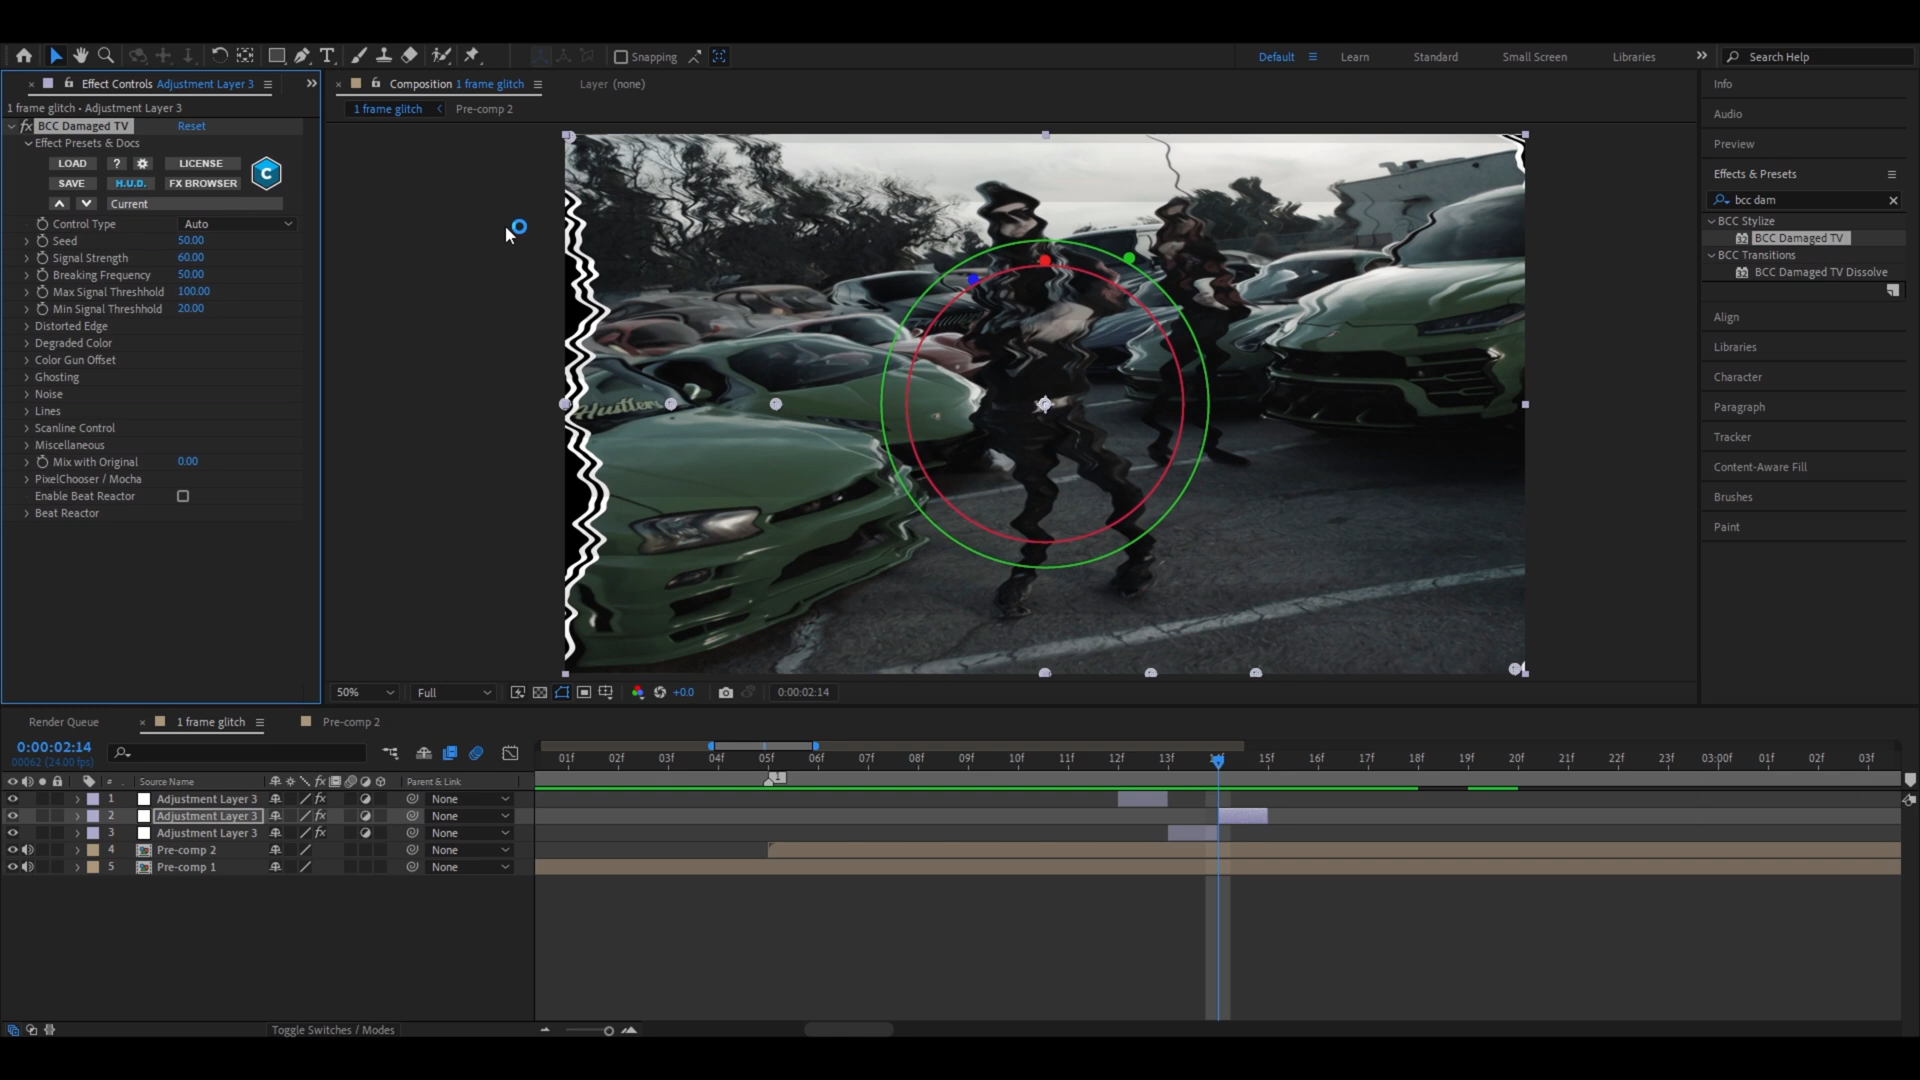 Snapping
Default
Learn
Standard
Small Screen
Libraries
Search Help
Effect Controls Adjustment Layer 3
Composition 1 frame glitch
Layer (none)
1 frame glitch • Adjustment Layer 3
1 frame glitch
Pre-comp 2
fx BCC Damaged TV Reset
Effect Presets & Docs
LOAD ? LICENSE
SAVE H.U.D. FX BROWSER
Current
C
Control Type Auto
Seed 50.00
Signal Strength 60.00
Breaking Frequency 50.00
Max Signal Threshhold 100.00
Min Signal Threshhold 20.00
Distorted Edge
Degraded Color
Color Gun Offset
Ghosting
Noise
Lines
Scanline Control
Miscellaneous
Mix with Original 0.00
PixelChooser / Mocha
Enable Beat Reactor
Beat Reactor
Info
Audio
Preview
Effects & Presets
bcc dam
BCC Stylize
32 BCC Damaged TV
BCC Transitions
32 BCC Damaged TV Dissolve
Align
Libraries
Character
Paragraph
Tracker
Content-Aware Fill
Brushes
Paint
50% Full +0.0 0:00:02:14
Render Queue
1 frame glitch
Pre-comp 2
0:00:02:14
00062 (24.00 fps)
01f 02f 03f 04f 05f 06f 07f 08f 09f 10f 11f 12f 13f 15f 16f 17f 18f 19f 20f 21f 22f 23f 03:00f 01f 02f 03f
# Source Name fx Parent & Link
1
1 Adjustment Layer 3 fx None
2 Adjustment Layer 3 fx None
3 Adjustment Layer 3 fx None
4 Pre-comp 2 None
5 Pre-comp 1 None
Toggle Switches / Modes